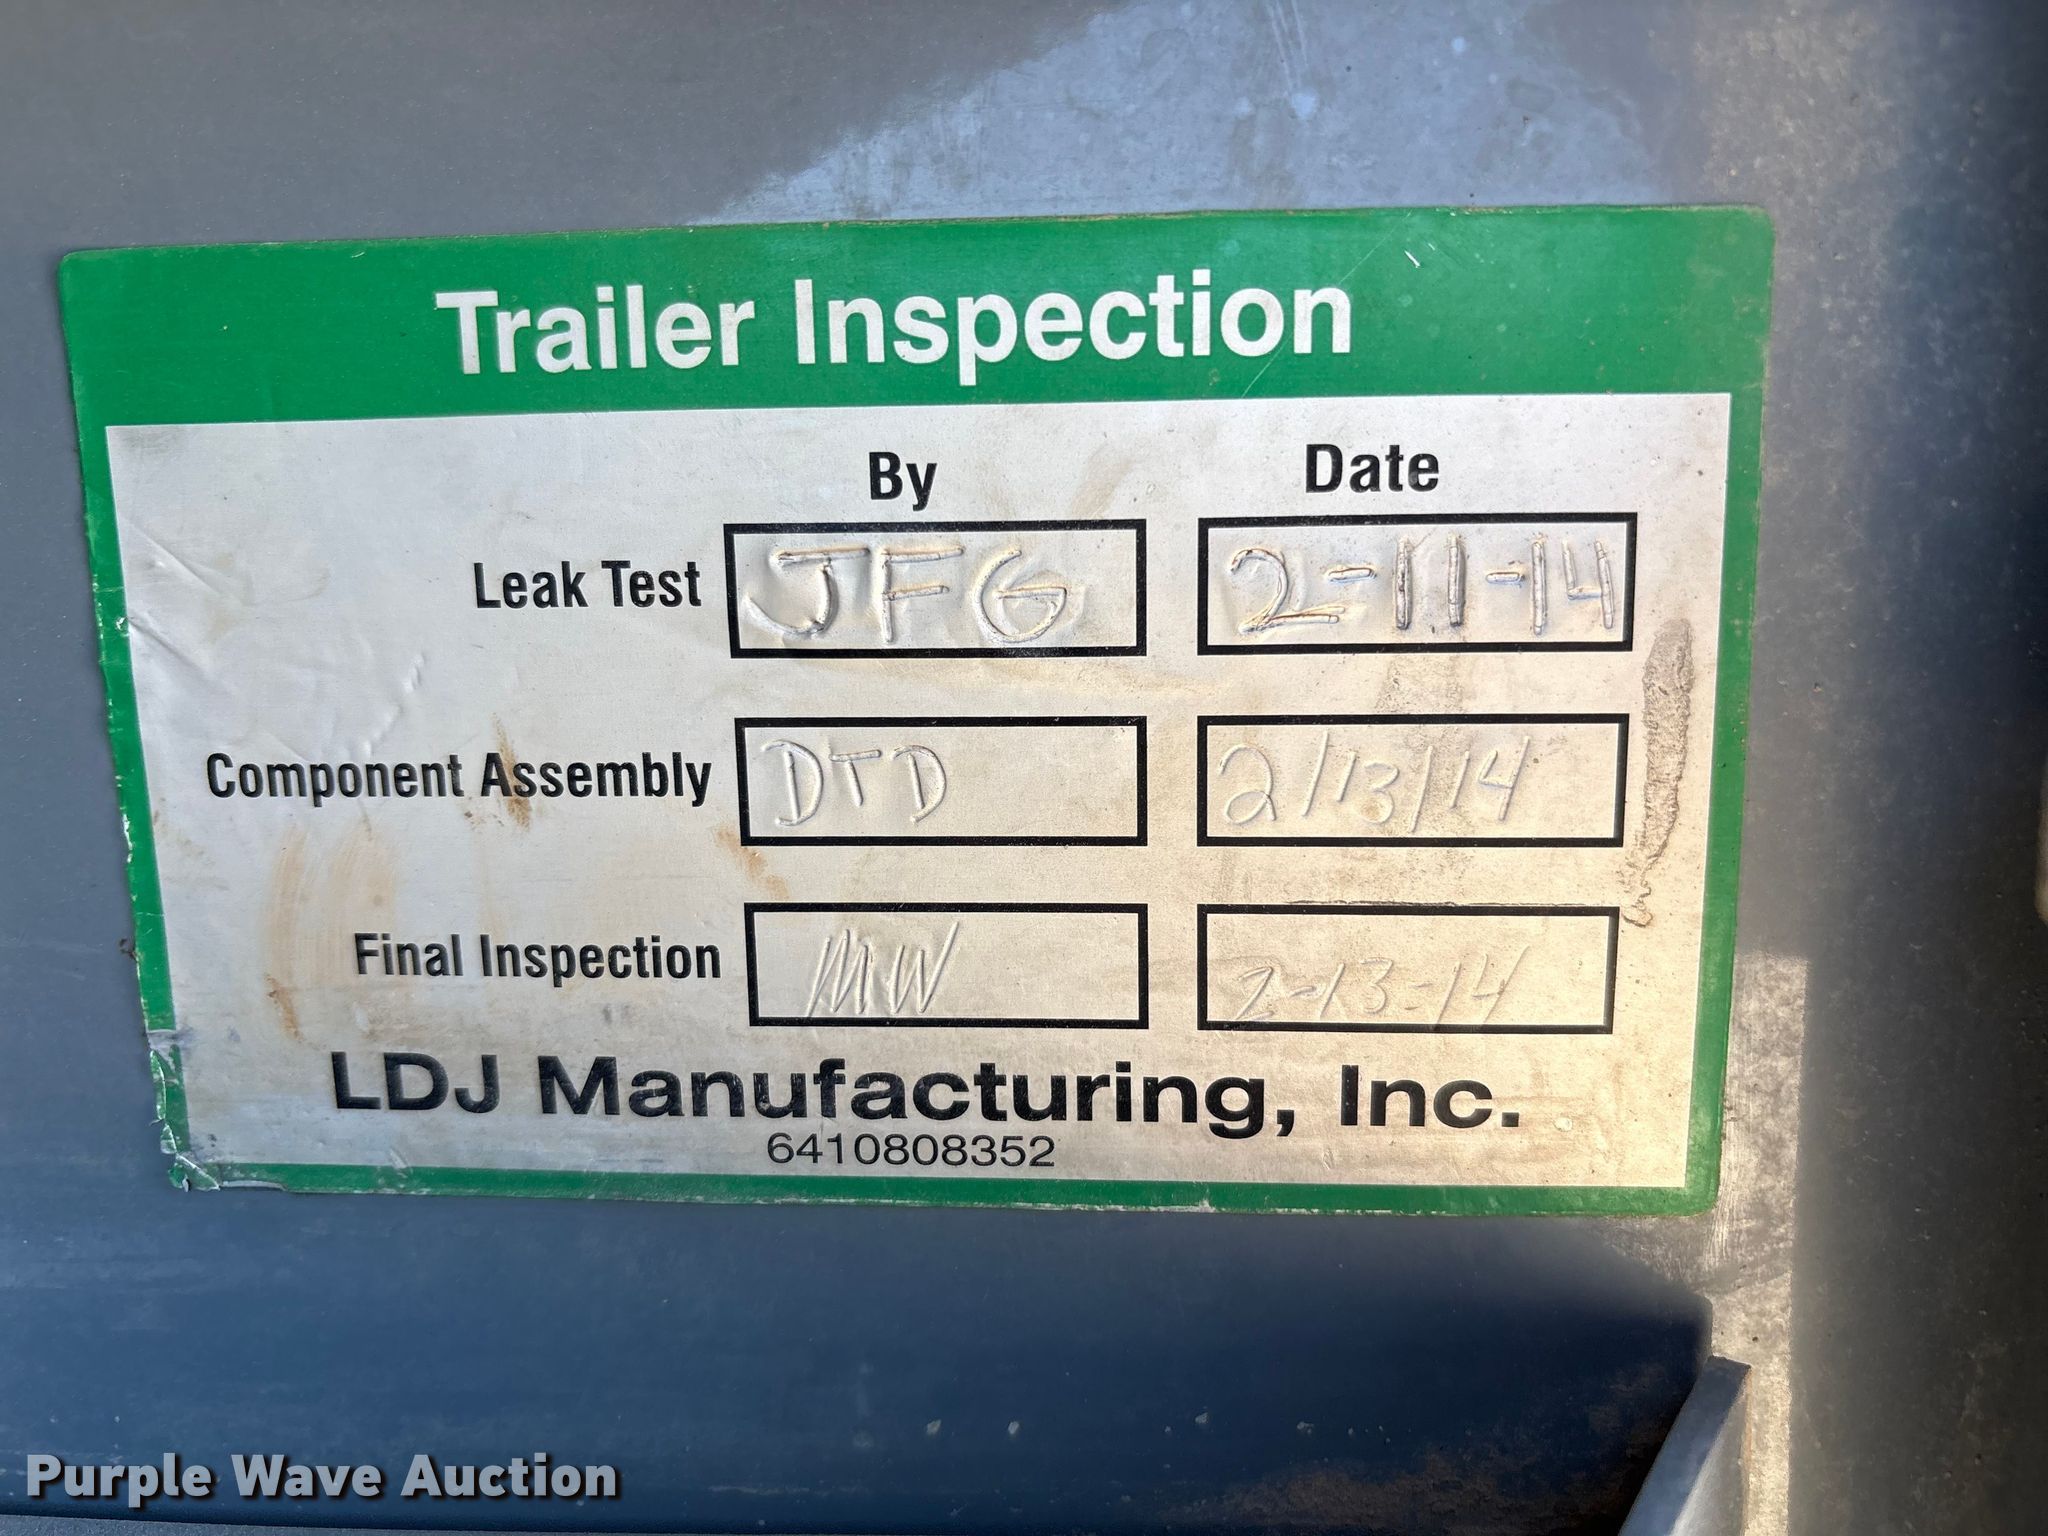 Trailer Inspection
By Date
Leak Test JFG 2-11-14
Component Assembly DTD 2/13/14
Final Inspection MW 2-13-14
LDJ Manufacturing, Inc.
6410808352
Purple Wave Auction